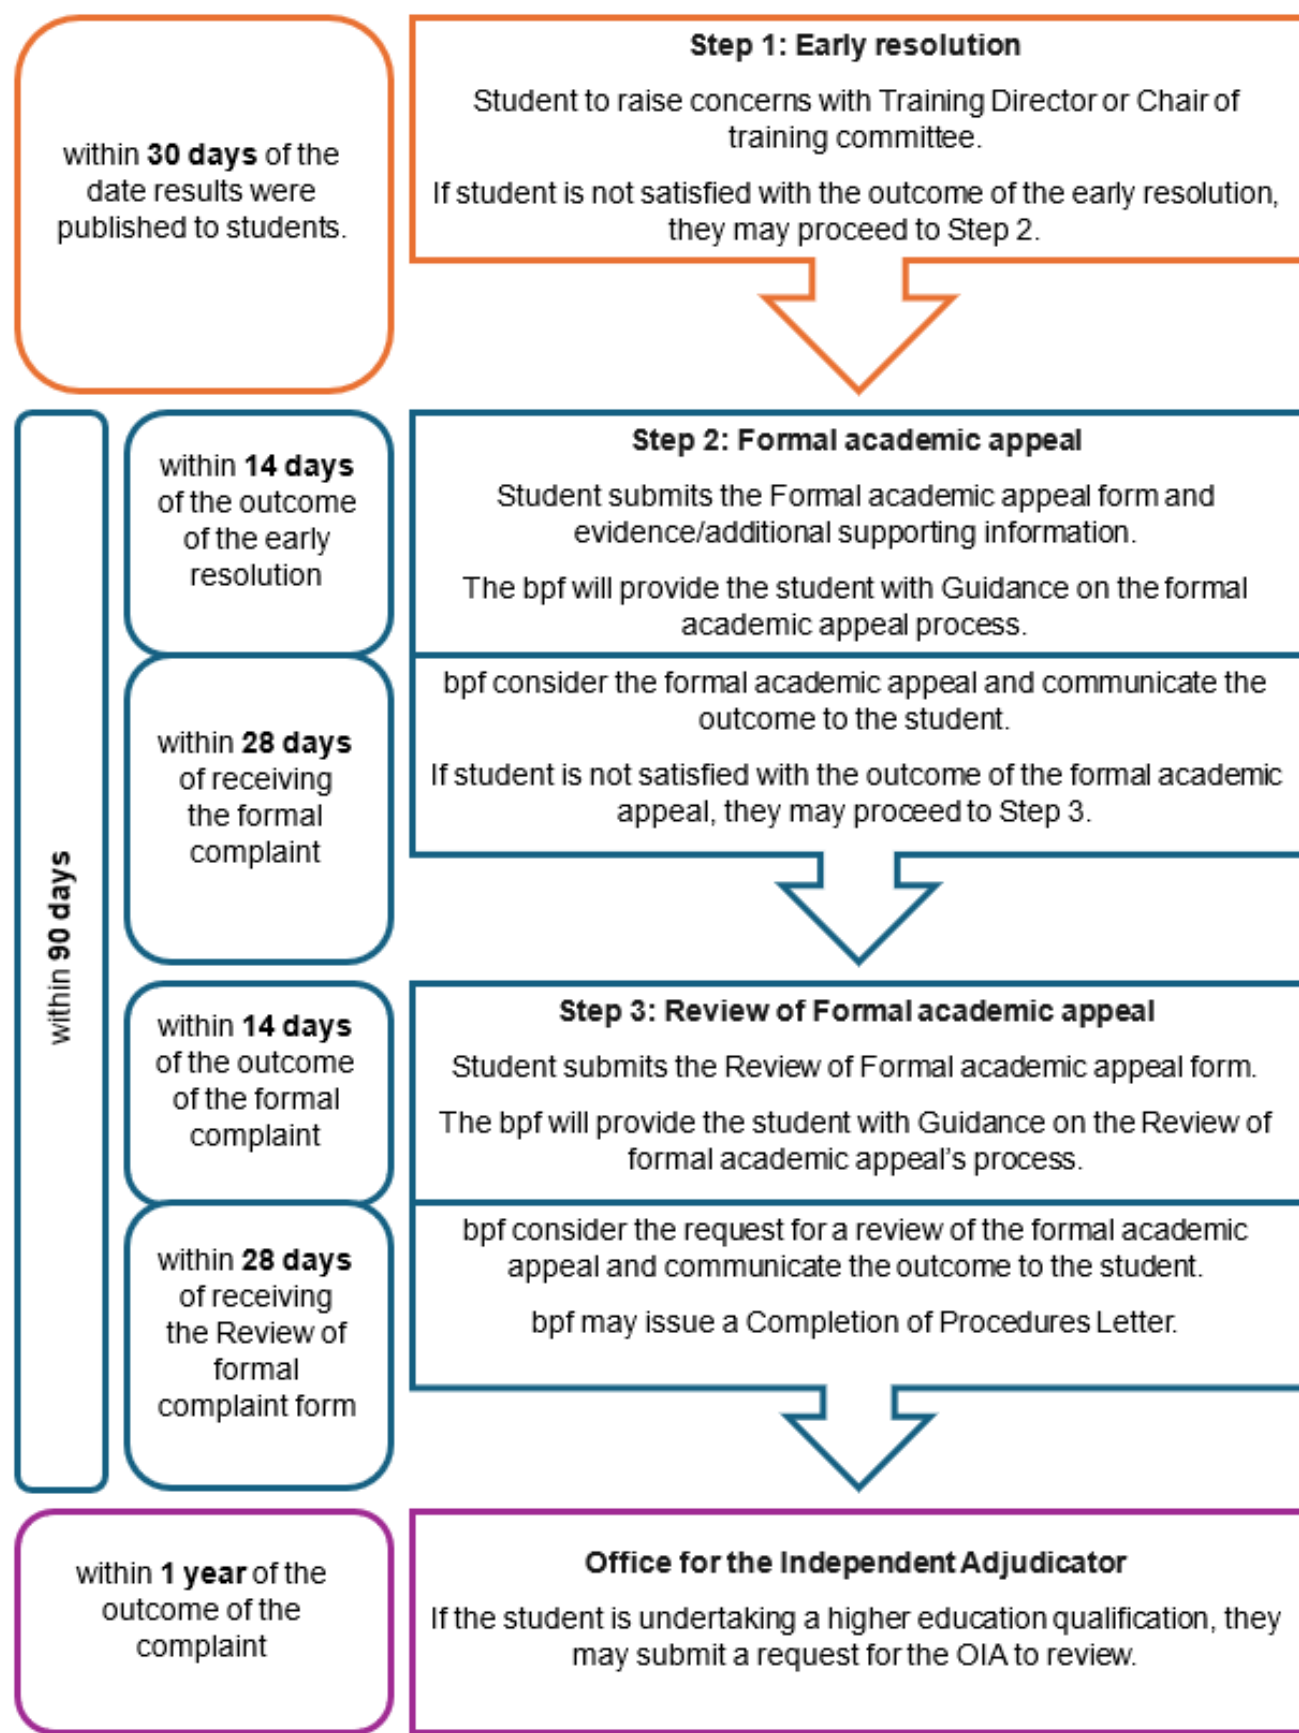 within 30 days of the
date results were
published to students.
Step 1: Early resolution
Student to raise concerns with Training Director or Chair of
training committee.
If student is not satisfied with the outcome of the early resolution,
they may proceed to Step 2.
within 90 days
within 14 days
of the outcome
of the early
resolution
Step 2: Formal academic appeal
Student submits the Formal academic appeal form and
evidence/additional supporting information.
The bpf will provide the student with Guidance on the formal
academic appeal process.
within 28 days
of receiving
the formal
complaint
bpf consider the formal academic appeal and communicate the
outcome to the student.
If student is not satisfied with the outcome of the formal academic
appeal, they may proceed to Step 3.
within 14 days
of the outcome
of the formal
complaint
Step 3: Review of Formal academic appeal
Student submits the Review of Formal academic appeal form.
The bpf will provide the student with Guidance on the Review of
formal academic appeal’s process.
within 28 days
of receiving
the Review of
formal
complaint form
bpf consider the request for a review of the formal academic
appeal and communicate the outcome to the student.
bpf may issue a Completion of Procedures Letter.
within 1 year of the
outcome of the
complaint
Office for the Independent Adjudicator
If the student is undertaking a higher education qualification, they
may submit a request for the OIA to review.